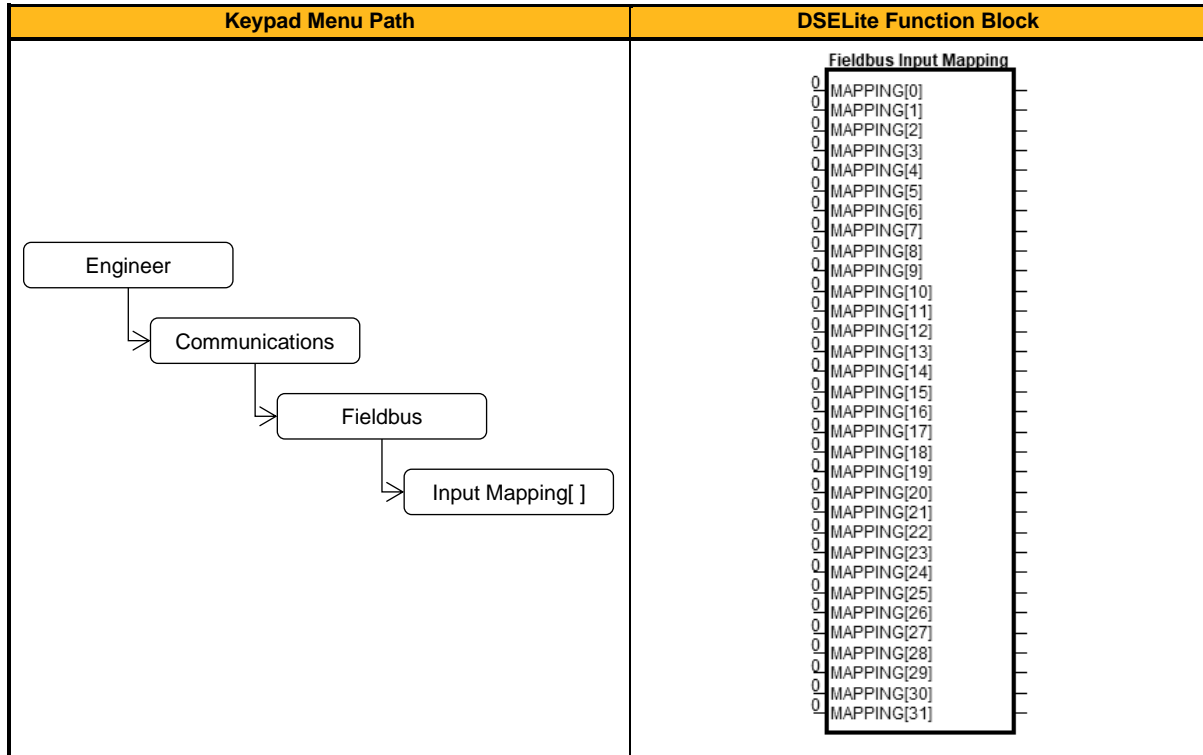 Keypad Menu Path
DSELite Function Block
Engineer
Communications
Fieldbus
Input Mapping[ ]
Fieldbus Input Mapping
0 MAPPING[0]
0 MAPPING[1]
0 MAPPING[2]
0 MAPPING[3]
0 MAPPING[4]
0 MAPPING[5]
0 MAPPING[6]
0 MAPPING[7]
0 MAPPING[8]
0 MAPPING[9]
0 MAPPING[10]
0 MAPPING[11]
0 MAPPING[12]
0 MAPPING[13]
0 MAPPING[14]
0 MAPPING[15]
0 MAPPING[16]
0 MAPPING[17]
0 MAPPING[18]
0 MAPPING[19]
0 MAPPING[20]
0 MAPPING[21]
0 MAPPING[22]
0 MAPPING[23]
0 MAPPING[24]
0 MAPPING[25]
0 MAPPING[26]
0 MAPPING[27]
0 MAPPING[28]
0 MAPPING[29]
0 MAPPING[30]
0 MAPPING[31]